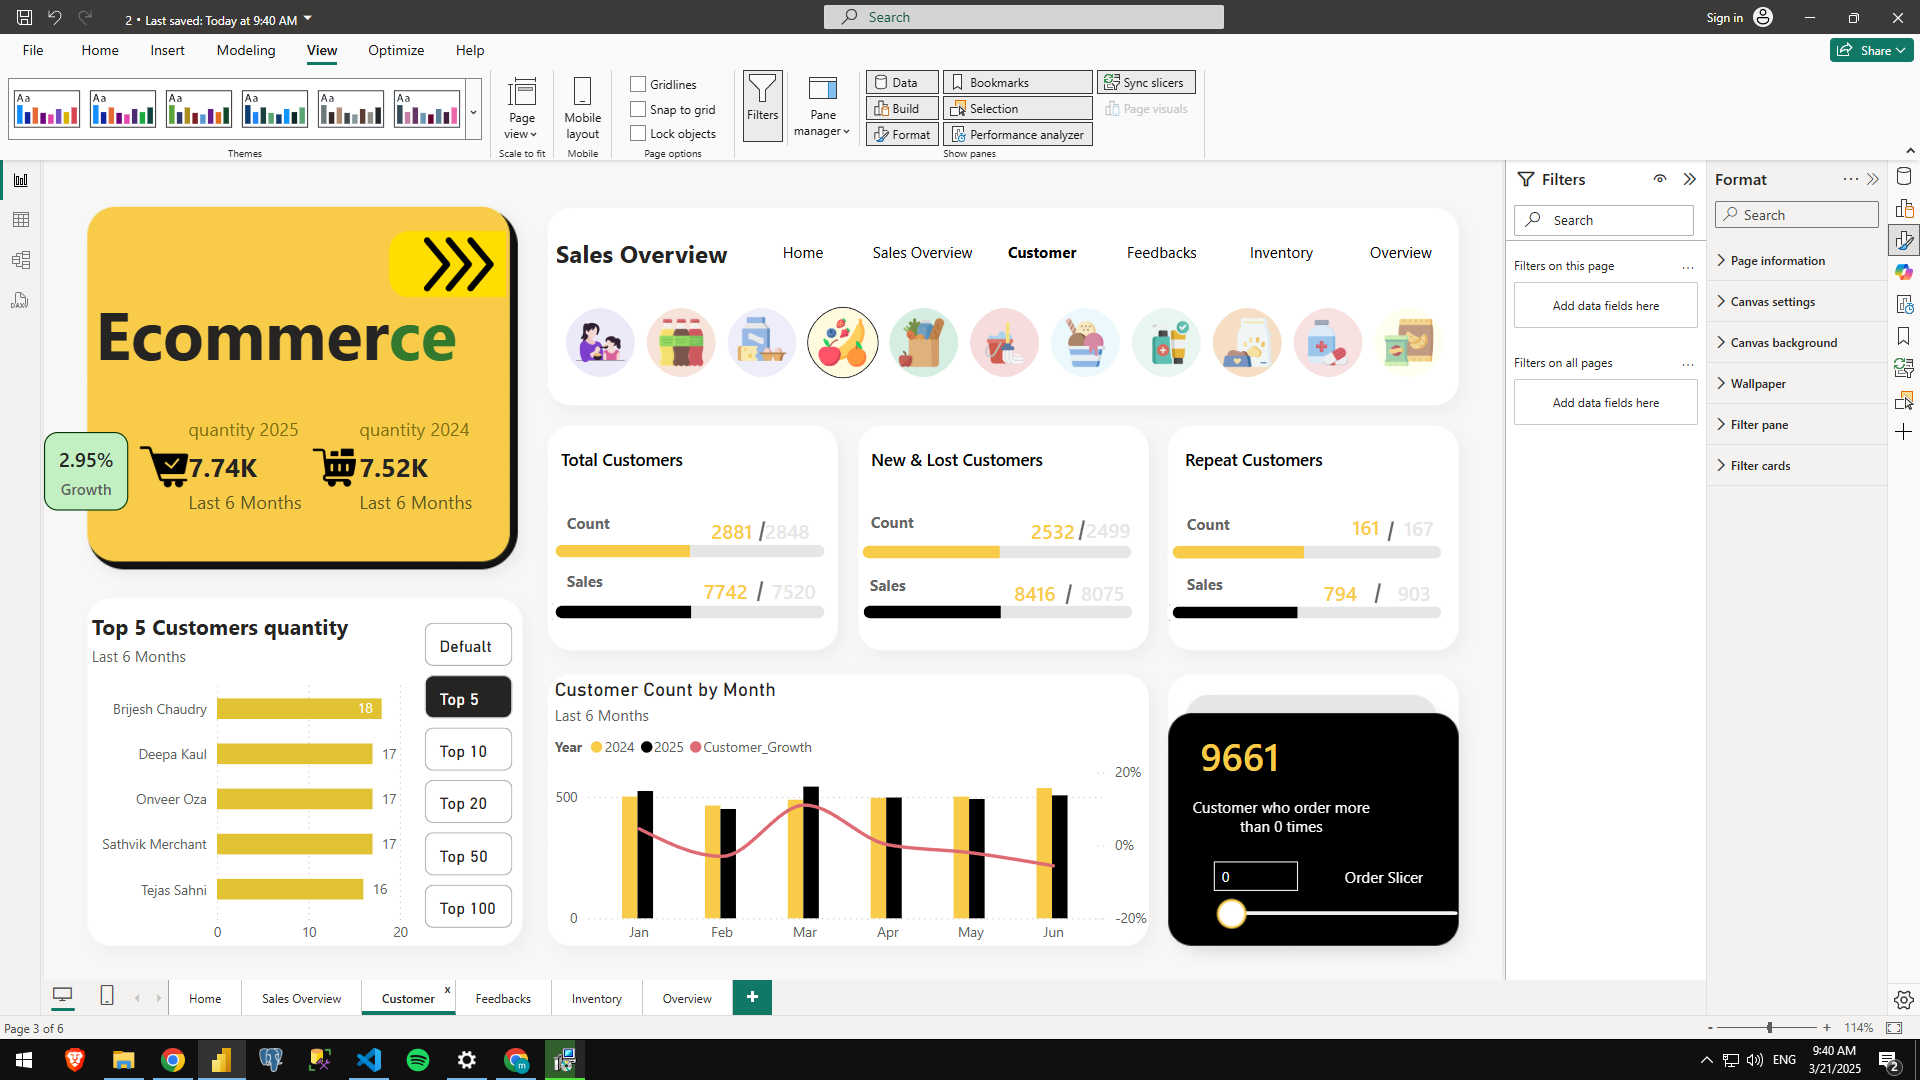 2 • Last saved: Today at 9:40 AM
Search
Sign in
File
Home
Insert
Modeling
View
Optimize
Help
Share
Aa
Aa
Aa
Aa
Aa
Aa
Themes
Page
view
Scale to fit
Mobile
layout
Mobile
Gridlines
Snap to grid
Lock objects
Page options
Filters
Pane
manager
Data
Build
Format
Bookmarks
Selection
Performance analyzer
Sync slicers
Page visuals
Show panes
Ecommerce
2.95%
Growth
quantity 2025
7.74K
Last 6 Months
quantity 2024
7.52K
Last 6 Months
Sales Overview
Home
Sales Overview
Customer
Feedbacks
Inventory
Overview
Total Customers
Count
2881 /2848
Sales
7742 / 7520
New & Lost Customers
Count
2532 /2499
Sales
8416 / 8075
Repeat Customers
Count
161 / 167
Sales
794 / 903
Top 5 Customers quantity
Last 6 Months
Brijesh Chaudry 18
Deepa Kaul 17
Onveer Oza 17
Sathvik Merchant 17
Tejas Sahni 16
0 10 20
Defualt
Top 5
Top 10
Top 20
Top 50
Top 100
Customer Count by Month
Last 6 Months
Year 2024 2025 Customer_Growth
500
0
20%
0%
-20%
Jan Feb Mar Apr May Jun
9661
Customer who order more
than 0 times
0
Order Slicer
Filters
Search
Filters on this page ...
Add data fields here
Filters on all pages ...
Add data fields here
Format ...
Search
Page information
Canvas settings
Canvas background
Wallpaper
Filter pane
Filter cards
DAX
Home
Sales Overview
Customer x
Feedbacks
Inventory
Overview
+
Page 3 of 6
- + 114%
m
ENG
9:40 AM
3/21/2025
2